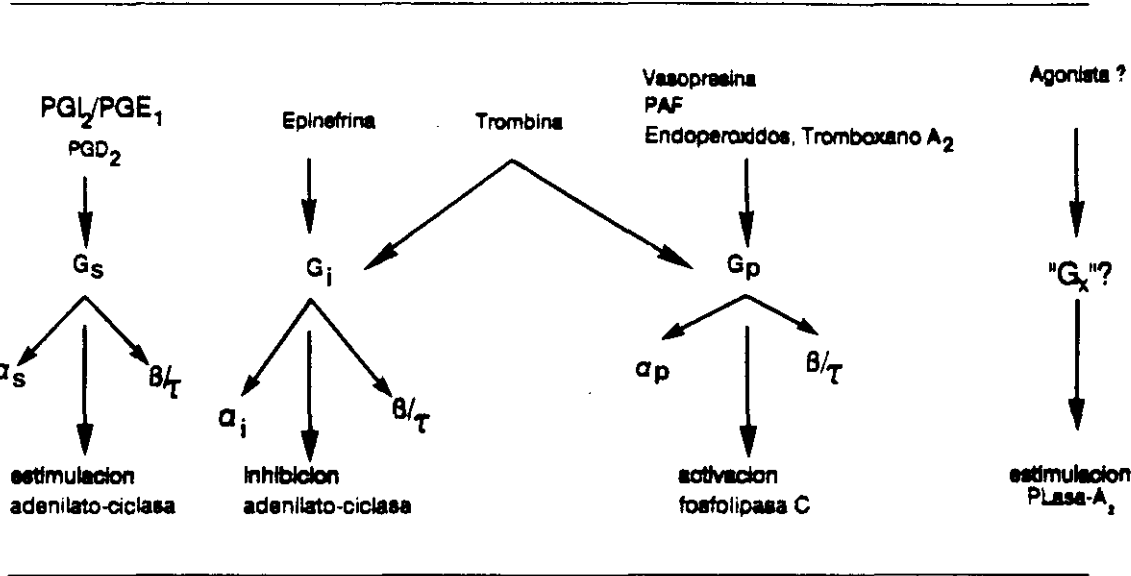 PGI2/PGE1
PGD2
Epinefrina
Trombina
Vasopresina
PAF
Endoperoxidos, Tromboxano A2
Agonista ?
Gs
Gi
Gp
"Gx"?
αs
β/τ
αi
β/τ
αp
β/τ
estimulacion
adenilato-ciclasa
inhibicion
adenilato-ciclasa
activacion
fosfolipasa C
estimulacion
PLasa-A2